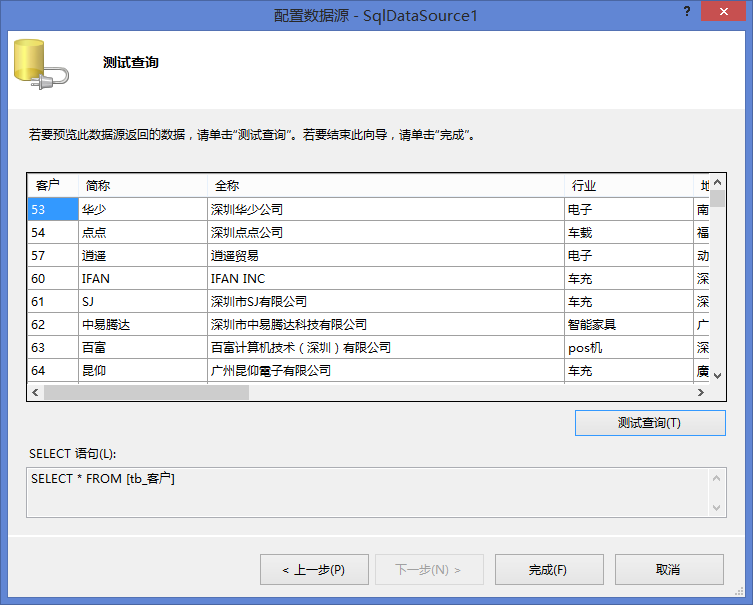 配置数据源 - SqlDataSource1
?
测试查询
若要预览此数据源返回的数据，请单击"测试查询"。若要结束此向导，请单击"完成"。
客户 简称 全称 行业
53 华少 深圳华少公司 电子 南
54 点点 深圳点点公司 车载 福
57 逍遥 逍遥贸易 电子 动
60 IFAN IFAN INC 车充 深
61 SJ 深圳市SJ有限公司 车充 深
62 中易腾达 深圳市中易腾达科技有限公司 智能家具 广
63 百富 百富计算机技术（深圳）有限公司 pos机 深
64 昆仰 广州昆仰電子有限公司 车充 廣
测试查询(T)
SELECT 语句(L):
SELECT * FROM [tb_客户]
< 上一步(P) 下一步(N) > 完成(F) 取消